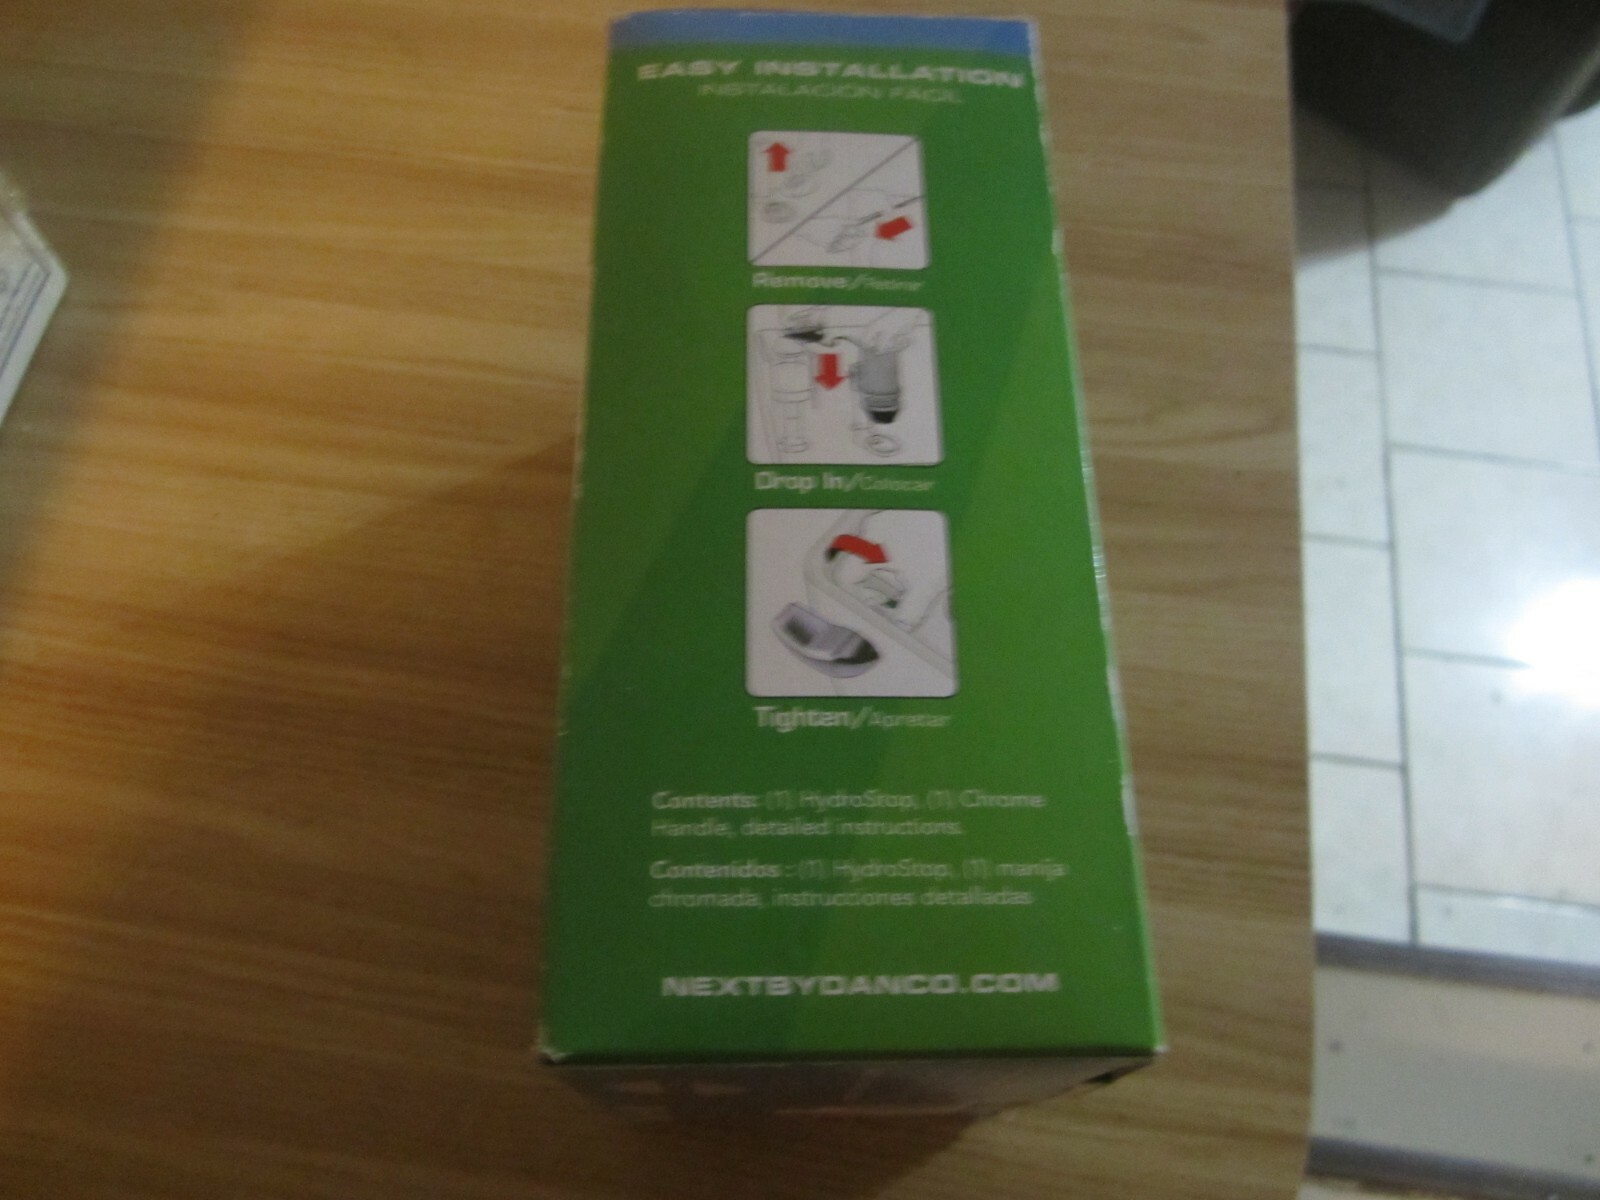 EASY INSTALLATION
INSTALACIÓN FÁCIL
Remove/Retirar
Drop In/Colocar
Tighten/Apretar
Contents: (1) HydroStop, (1) Chrome
Handle, detailed instructions.
Contenidos : (1) HydroStop, (1) manija
chromada, instrucciones detalladas
NEXTBYDANCO.COM